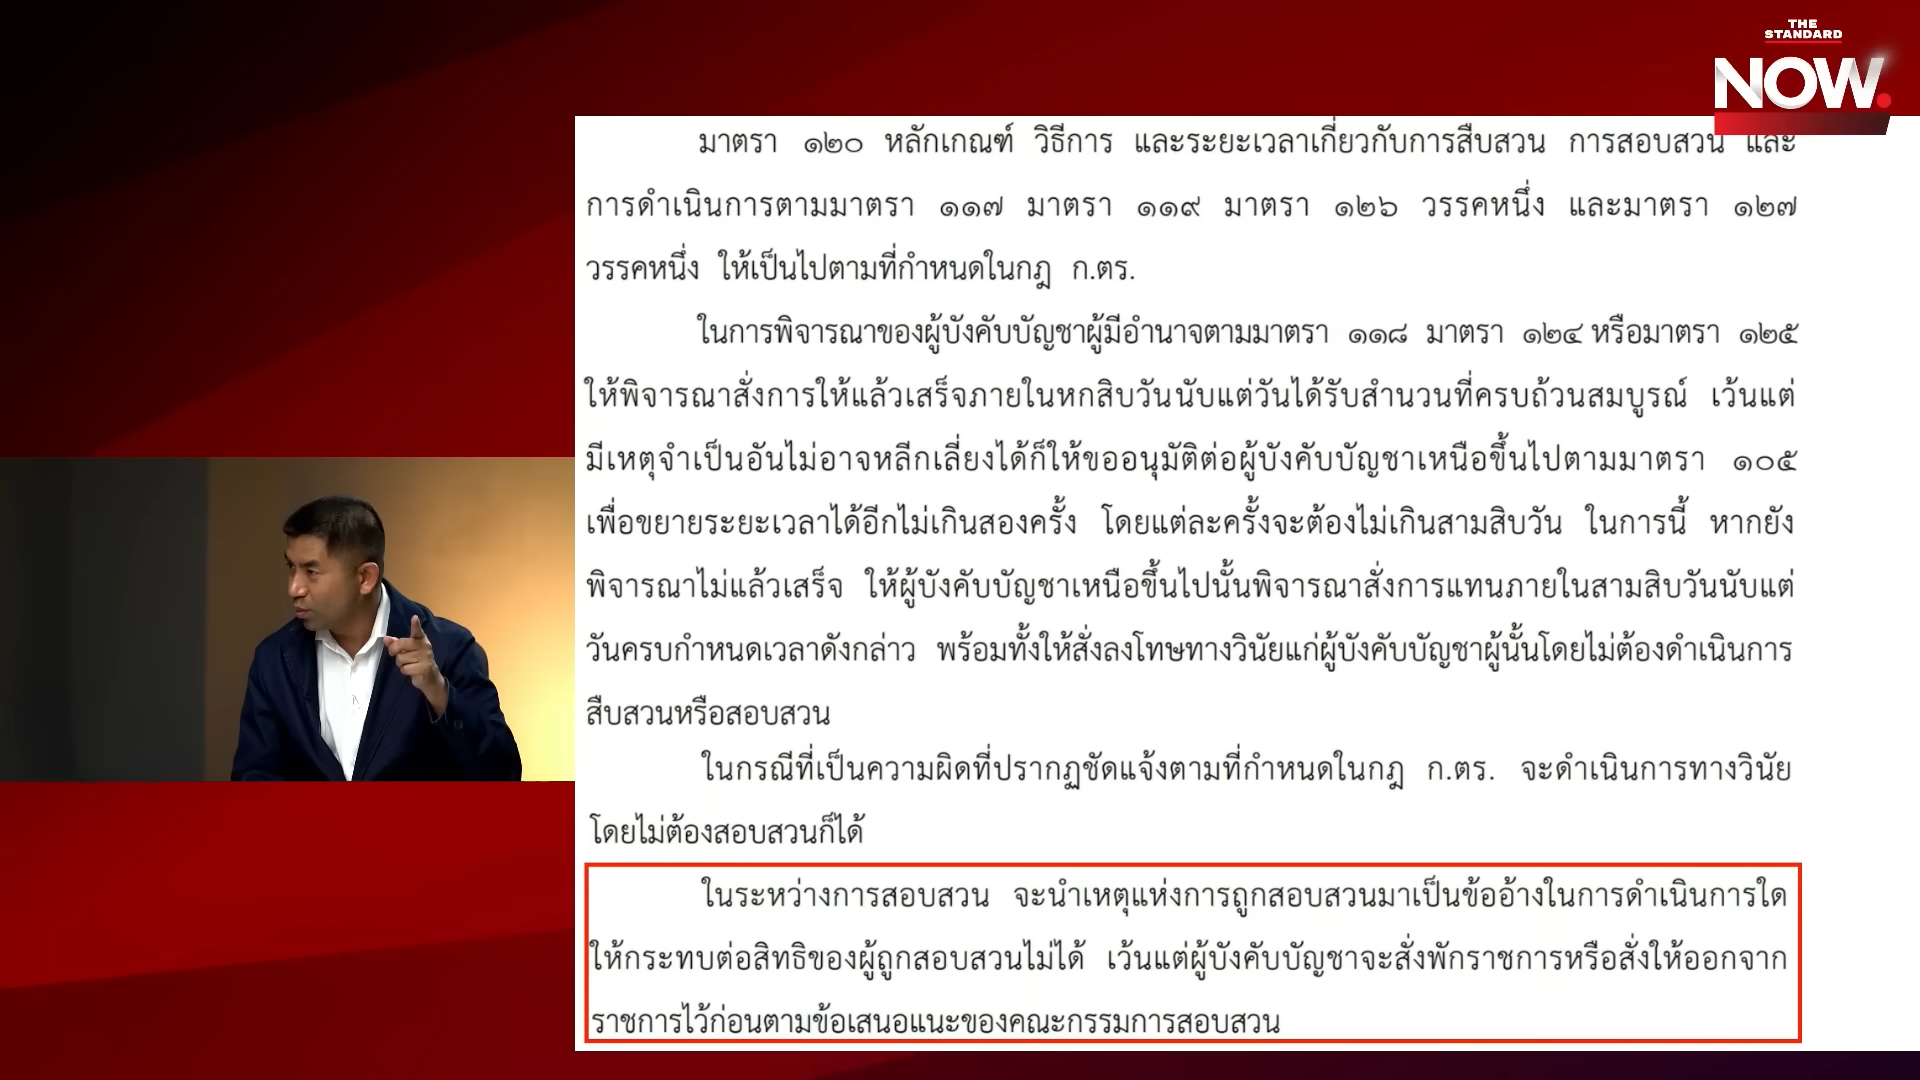 THE
STANDARD
NOW.
มาตรา ๑๒๐ หลักเกณฑ์ วิธีการ และระยะเวลาเกี่ยวกับการสืบสวน การสอบสวน และ
การดำเนินการตามมาตรา ๑๑๗ มาตรา ๑๑๙ มาตรา ๑๒๖ วรรคหนึ่ง และมาตรา ๑๒๗
วรรคหนึ่ง ให้เป็นไปตามที่กำหนดในกฎ ก.ตร.
ในการพิจารณาของผู้บังคับบัญชาผู้มีอำนาจตามมาตรา ๑๑๘ มาตรา ๑๒๔ หรือมาตรา ๑๒๕
ให้พิจารณาสั่งการให้แล้วเสร็จภายในหกสิบวันนับแต่วันได้รับสำนวนที่ครบถ้วนสมบูรณ์ เว้นแต่
มีเหตุจำเป็นอันไม่อาจหลีกเลี่ยงได้ก็ให้ขออนุมัติต่อผู้บังคับบัญชาเหนือขึ้นไปตามมาตรา ๑๐๕
เพื่อขยายระยะเวลาได้อีกไม่เกินสองครั้ง โดยแต่ละครั้งจะต้องไม่เกินสามสิบวัน ในการนี้ หากยัง
พิจารณาไม่แล้วเสร็จ ให้ผู้บังคับบัญชาเหนือขึ้นไปนั้นพิจารณาสั่งการแทนภายในสามสิบวันนับแต่
วันครบกำหนดเวลาดังกล่าว พร้อมทั้งให้สั่งลงโทษทางวินัยแก่ผู้บังคับบัญชาผู้นั้นโดยไม่ต้องดำเนินการ
สืบสวนหรือสอบสวน
ในกรณีที่เป็นความผิดที่ปรากฏชัดแจ้งตามที่กำหนดในกฎ ก.ตร. จะดำเนินการทางวินัย
โดยไม่ต้องสอบสวนก็ได้
ในระหว่างการสอบสวน จะนำเหตุแห่งการถูกสอบสวนมาเป็นข้ออ้างในการดำเนินการใด
ให้กระทบต่อสิทธิของผู้ถูกสอบสวนไม่ได้ เว้นแต่ผู้บังคับบัญชาจะสั่งพักราชการหรือสั่งให้ออกจาก
ราชการไว้ก่อนตามข้อเสนอแนะของคณะกรรมการสอบสวน